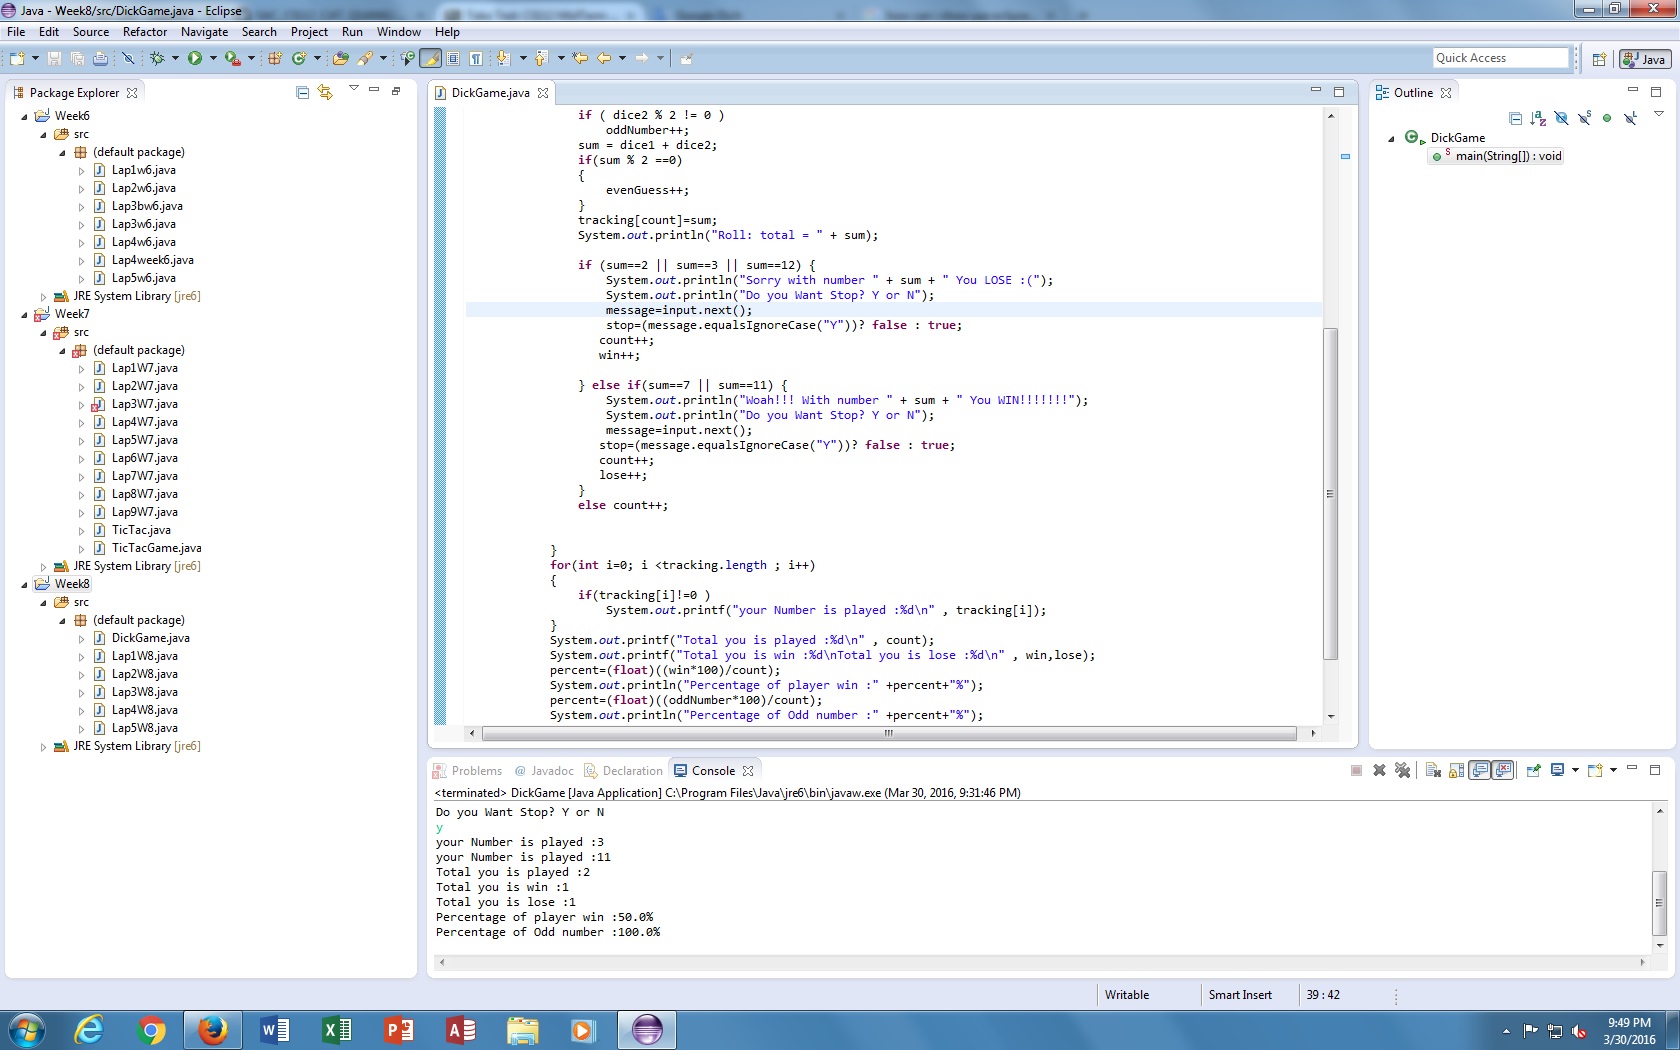 Java - Week8/src/DickGame.java - Eclipse
File Edit Source Refactor Navigate Search Project Run Window Help
Quick Access
Java
Package Explorer
Week6
src
(default package)
Lap1w6.java
Lap2w6.java
Lap3bw6.java
Lap3w6.java
Lap4w6.java
Lap4week6.java
Lap5w6.java
JRE System Library [jre6]
Week7
src
(default package)
Lap1W7.java
Lap2W7.java
Lap3W7.java
Lap4W7.java
Lap5W7.java
Lap6W7.java
Lap7W7.java
Lap8W7.java
Lap9W7.java
TicTac.java
TicTacGame.java
JRE System Library [jre6]
Week8
src
(default package)
DickGame.java
Lap1W8.java
Lap2W8.java
Lap3W8.java
Lap4W8.java
Lap5W8.java
JRE System Library [jre6]
DickGame.java
if ( dice2 % 2 != 0 )
oddNumber++;
sum = dice1 + dice2;
if(sum % 2 ==0)
{
evenGuess++;
}
tracking[count]=sum;
System.out.println("Roll: total = " + sum);
if (sum==2 || sum==3 || sum==12) {
System.out.println("Sorry with number " + sum + " You LOSE :(");
System.out.println("Do you Want Stop? Y or N");
message=input.next();
stop=(message.equalsIgnoreCase("Y"))? false : true;
count++;
win++;
} else if(sum==7 || sum==11) {
System.out.println("Woah!!! With number " + sum + " You WIN!!!!!!!");
System.out.println("Do you Want Stop? Y or N");
message=input.next();
stop=(message.equalsIgnoreCase("Y"))? false : true;
count++;
lose++;
}
else count++;
}
for(int i=0; i <tracking.length ; i++)
{
if(tracking[i]!=0 )
System.out.printf("your Number is played :%d\n" , tracking[i]);
}
System.out.printf("Total you is played :%d\n" , count);
System.out.printf("Total you is win :%d\nTotal you is lose :%d\n" , win,lose);
percent=(float)((win*100)/count);
System.out.println("Percentage of player win :" +percent+"%");
percent=(float)((oddNumber*100)/count);
System.out.println("Percentage of Odd number :" +percent+"%");
Outline
DickGame
main(String[]) : void
Problems @ Javadoc Declaration Console
<terminated> DickGame [Java Application] C:\Program Files\Java\jre6\bin\javaw.exe (Mar 30, 2016, 9:31:46 PM)
Do you Want Stop? Y or N
y
your Number is played :3
your Number is played :11
Total you is played :2
Total you is win :1
Total you is lose :1
Percentage of player win :50.0%
Percentage of Odd number :100.0%
Writable Smart Insert 39 : 42
9:49 PM
3/30/2016